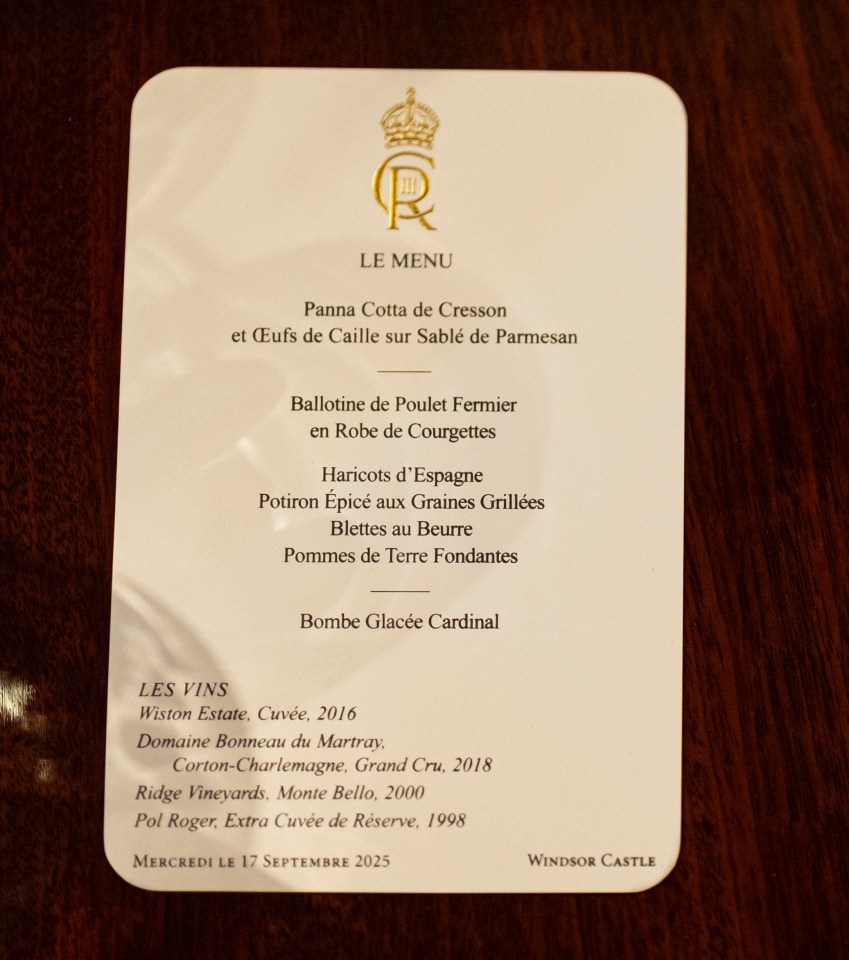 CR III
LE MENU
Panna Cotta de Cresson
et Œufs de Caille sur Sablé de Parmesan
Ballotine de Poulet Fermier
en Robe de Courgettes
Haricots d’Espagne
Potiron Épicé aux Graines Grillées
Blettes au Beurre
Pommes de Terre Fondantes
Bombe Glacée Cardinal
LES VINS
Wiston Estate, Cuvée, 2016
Domaine Bonneau du Martray,
Corton-Charlemagne, Grand Cru, 2018
Ridge Vineyards, Monte Bello, 2000
Pol Roger, Extra Cuvée de Réserve, 1998
MERCREDI LE 17 SEPTEMBRE 2025
WINDSOR CASTLE